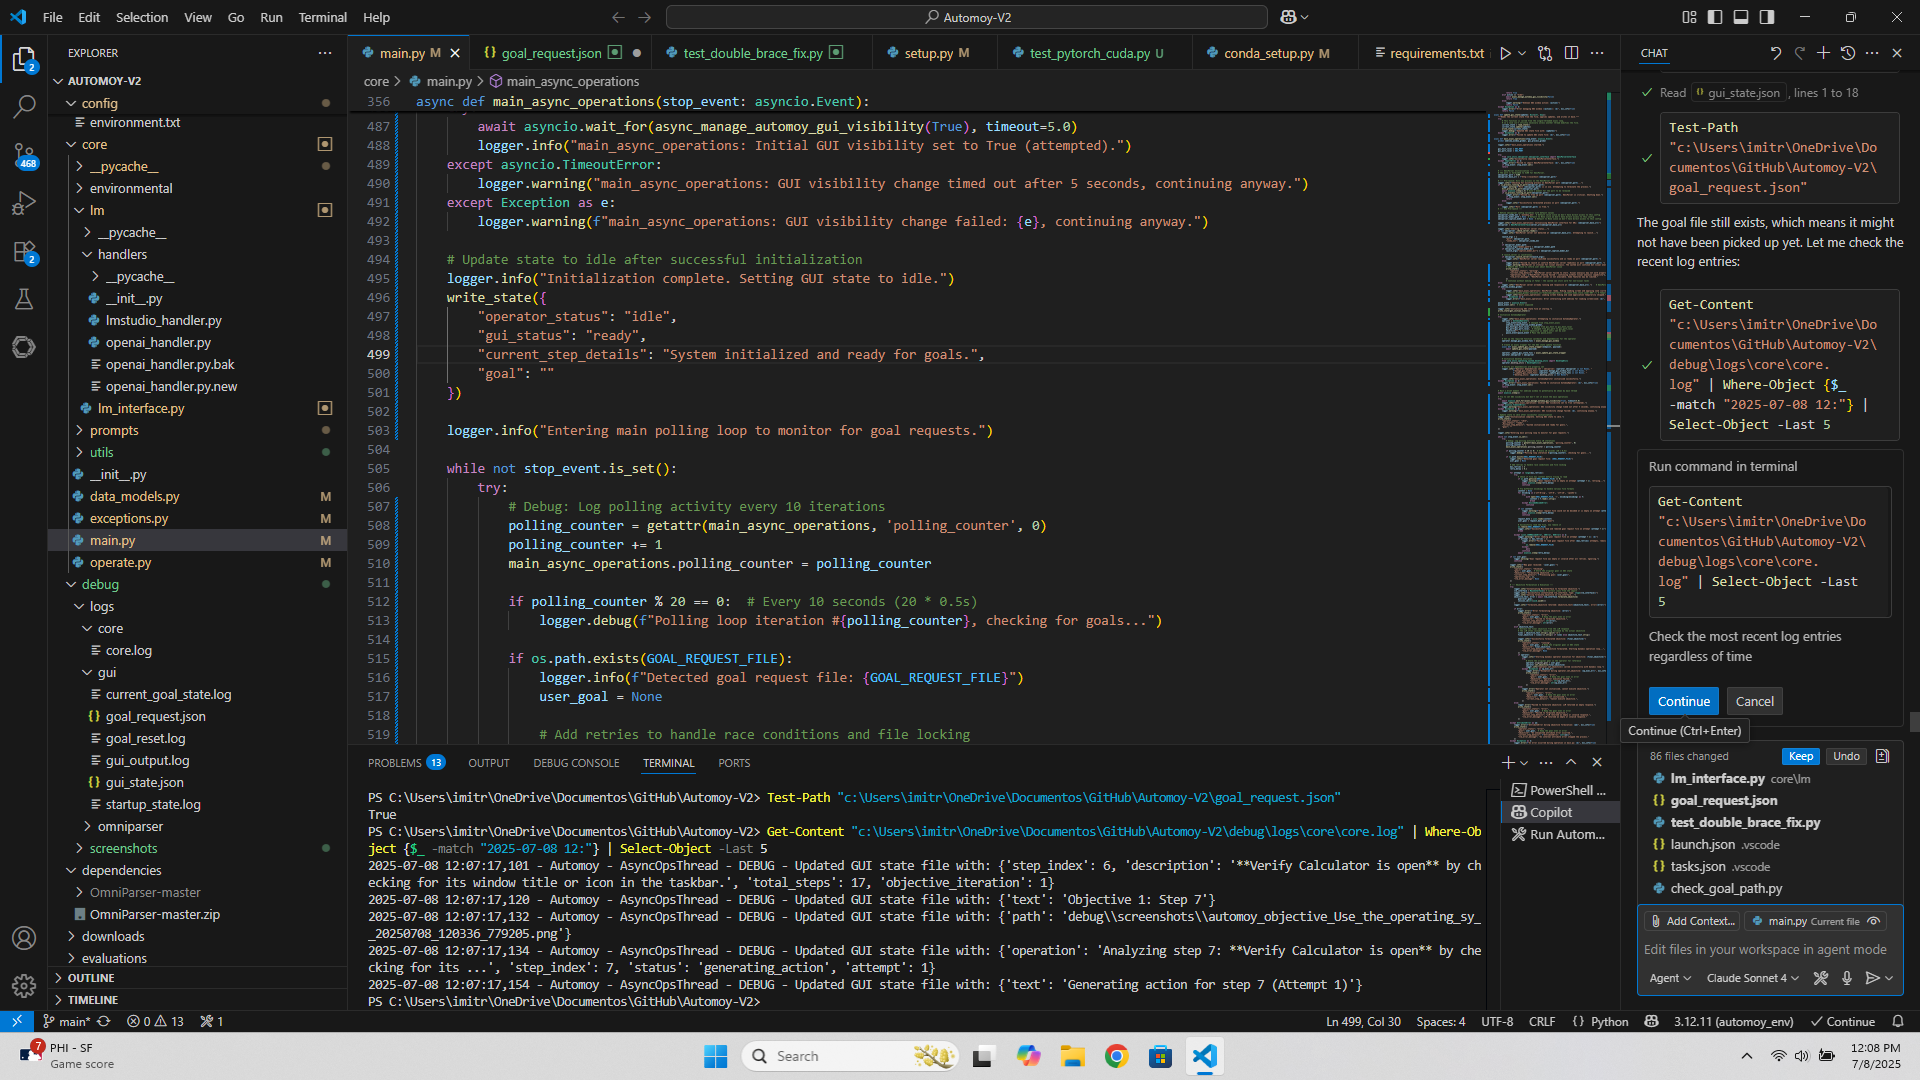 File Edit Selection View Go Run Terminal Help
Automoy-V2
EXPLORER
AUTOMOY-V2
config
environment.txt
core
__pycache__
environmental
lm
__pycache__
handlers
__pycache__
__init__.py
lmstudio_handler.py
openai_handler.py
openai_handler.py.bak
openai_handler.py.new
lm_interface.py
prompts
utils
__init__.py
data_models.py M
exceptions.py M
main.py M
operate.py M
debug
logs
core
core.log
gui
current_goal_state.log
goal_request.json
goal_reset.log
gui_output.log
gui_state.json
startup_state.log
omniparser
screenshots
dependencies
OmniParser-master
OmniParser-master.zip
downloads
evaluations
OUTLINE
TIMELINE
2
468
2
main.py M
goal_request.json
test_double_brace_fix.py
setup.py M
test_pytorch_cuda.py U
conda_setup.py M
requirements.txt
core > main.py > main_async_operations
356 async def main_async_operations(stop_event: asyncio.Event):
487 await asyncio.wait_for(async_manage_automoy_gui_visibility(True), timeout=5.0)
488 logger.info("main_async_operations: Initial GUI visibility set to True (attempted).")
489 except asyncio.TimeoutError:
490 logger.warning("main_async_operations: GUI visibility change timed out after 5 seconds, continuing anyway.")
491 except Exception as e:
492 logger.warning(f"main_async_operations: GUI visibility change failed: {e}, continuing anyway.")
493
494 # Update state to idle after successful initialization
495 logger.info("Initialization complete. Setting GUI state to idle.")
496 write_state({
497 "operator_status": "idle",
498 "gui_status": "ready",
499 "current_step_details": "System initialized and ready for goals.",
500 "goal": ""
501 })
502
503 logger.info("Entering main polling loop to monitor for goal requests.")
504
505 while not stop_event.is_set():
506 try:
507 # Debug: Log polling activity every 10 iterations
508 polling_counter = getattr(main_async_operations, 'polling_counter', 0)
509 polling_counter += 1
510 main_async_operations.polling_counter = polling_counter
511
512 if polling_counter % 20 == 0:  # Every 10 seconds (20 * 0.5s)
513 logger.debug(f"Polling loop iteration #{polling_counter}, checking for goals...")
514
515 if os.path.exists(GOAL_REQUEST_FILE):
516 logger.info(f"Detected goal request file: {GOAL_REQUEST_FILE}")
517 user_goal = None
518
519 # Add retries to handle race conditions and file locking
PROBLEMS 13 OUTPUT DEBUG CONSOLE TERMINAL PORTS
PS C:\Users\imitr\OneDrive\Documentos\GitHub\Automoy-V2> Test-Path "c:\Users\imitr\OneDrive\Documentos\GitHub\Automoy-V2\goal_request.json"
True
PS C:\Users\imitr\OneDrive\Documentos\GitHub\Automoy-V2> Get-Content "c:\Users\imitr\OneDrive\Documentos\GitHub\Automoy-V2\debug\logs\core\core.log" | Where-Ob
ject {$_ -match "2025-07-08 12:"} | Select-Object -Last 5
2025-07-08 12:07:17,101 - Automoy - AsyncOpsThread - DEBUG - Updated GUI state file with: {'step_index': 6, 'description': '**Verify Calculator is open** by ch
ecking for its window title or icon in the taskbar.', 'total_steps': 17, 'objective_iteration': 1}
2025-07-08 12:07:17,120 - Automoy - AsyncOpsThread - DEBUG - Updated GUI state file with: {'text': 'Objective 1: Step 7'}
2025-07-08 12:07:17,132 - Automoy - AsyncOpsThread - DEBUG - Updated GUI state file with: {'path': 'debug\\screenshots\\automoy_objective_Use_the_operating_sy_
_20250708_120336_779205.png'}
2025-07-08 12:07:17,134 - Automoy - AsyncOpsThread - DEBUG - Updated GUI state file with: {'operation': 'Analyzing step 7: **Verify Calculator is open** by che
cking for its ...', 'step_index': 7, 'status': 'generating_action', 'attempt': 1}
2025-07-08 12:07:17,154 - Automoy - AsyncOpsThread - DEBUG - Updated GUI state file with: {'text': 'Generating action for step 7 (Attempt 1)'}
PS C:\Users\imitr\OneDrive\Documentos\GitHub\Automoy-V2>
PowerShell ...
Copilot
Run Autom...
CHAT
Read gui_state.json , lines 1 to 18
Test-Path
"c:\Users\imitr\OneDrive\Do
cumentos\GitHub\Automoy-V2\
goal_request.json"
The goal file still exists, which means it might
not have been picked up yet. Let me check the
recent log entries:
Get-Content
"c:\Users\imitr\OneDrive\Do
cumentos\GitHub\Automoy-V2\
debug\logs\core\core.
log" | Where-Object {$_
-match "2025-07-08 12:"} |
Select-Object -Last 5
Run command in terminal
Get-Content
"c:\Users\imitr\OneDrive\Do
cumentos\GitHub\Automoy-V2\
debug\logs\core\core.
log" | Select-Object -Last
5
Check the most recent log entries
regardless of time
Continue Cancel
Continue (Ctrl+Enter)
86 files changed Keep Undo
lm_interface.py core\lm
goal_request.json
test_double_brace_fix.py
launch.json .vscode
tasks.json .vscode
check_goal_path.py
Add Context... main.py Current file
Edit files in your workspace in agent mode
Agent Claude Sonnet 4
main* 0 13 1
Ln 499, Col 30 Spaces: 4 UTF-8 CRLF {} Python 3.12.11 (automoy_env) Continue
7 PHI - SF
Game score
Search
12:08 PM
7/8/2025